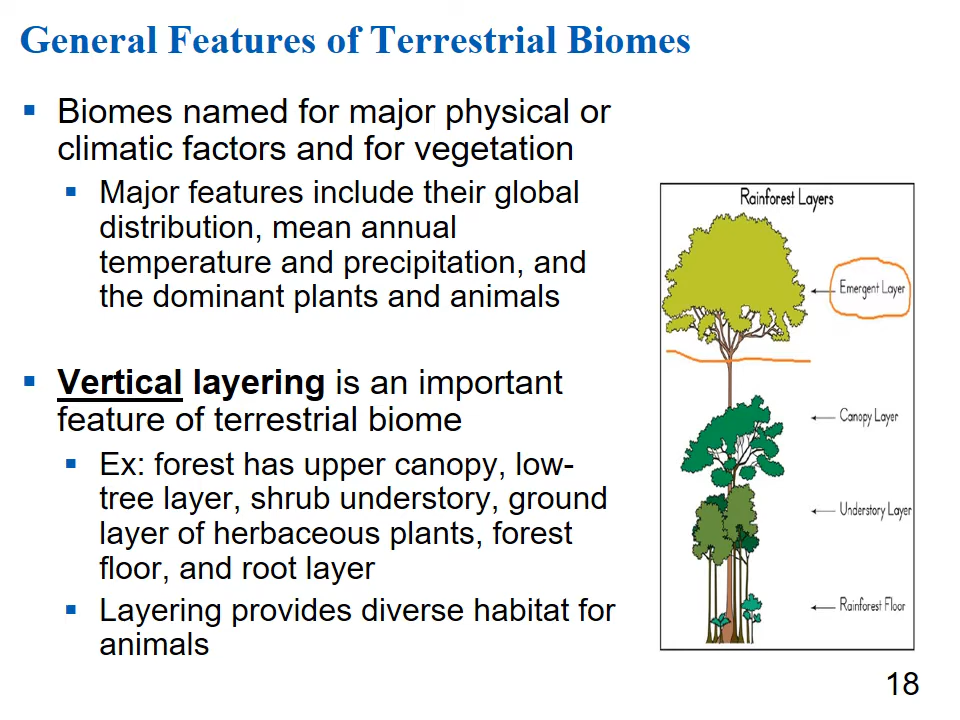 General Features of Terrestrial Biomes
Biomes named for major physical or
climatic factors and for vegetation
Major features include their global
distribution, mean annual
temperature and precipitation, and
the dominant plants and animals
Vertical layering is an important
feature of terrestrial biome
Ex: forest has upper canopy, low-
tree layer, shrub understory, ground
layer of herbaceous plants, forest
floor, and root layer
Layering provides diverse habitat for
animals
Rainforest Layers
Emergent Layer
Canopy Layer
Understory Layer
Rainforest Floor
18